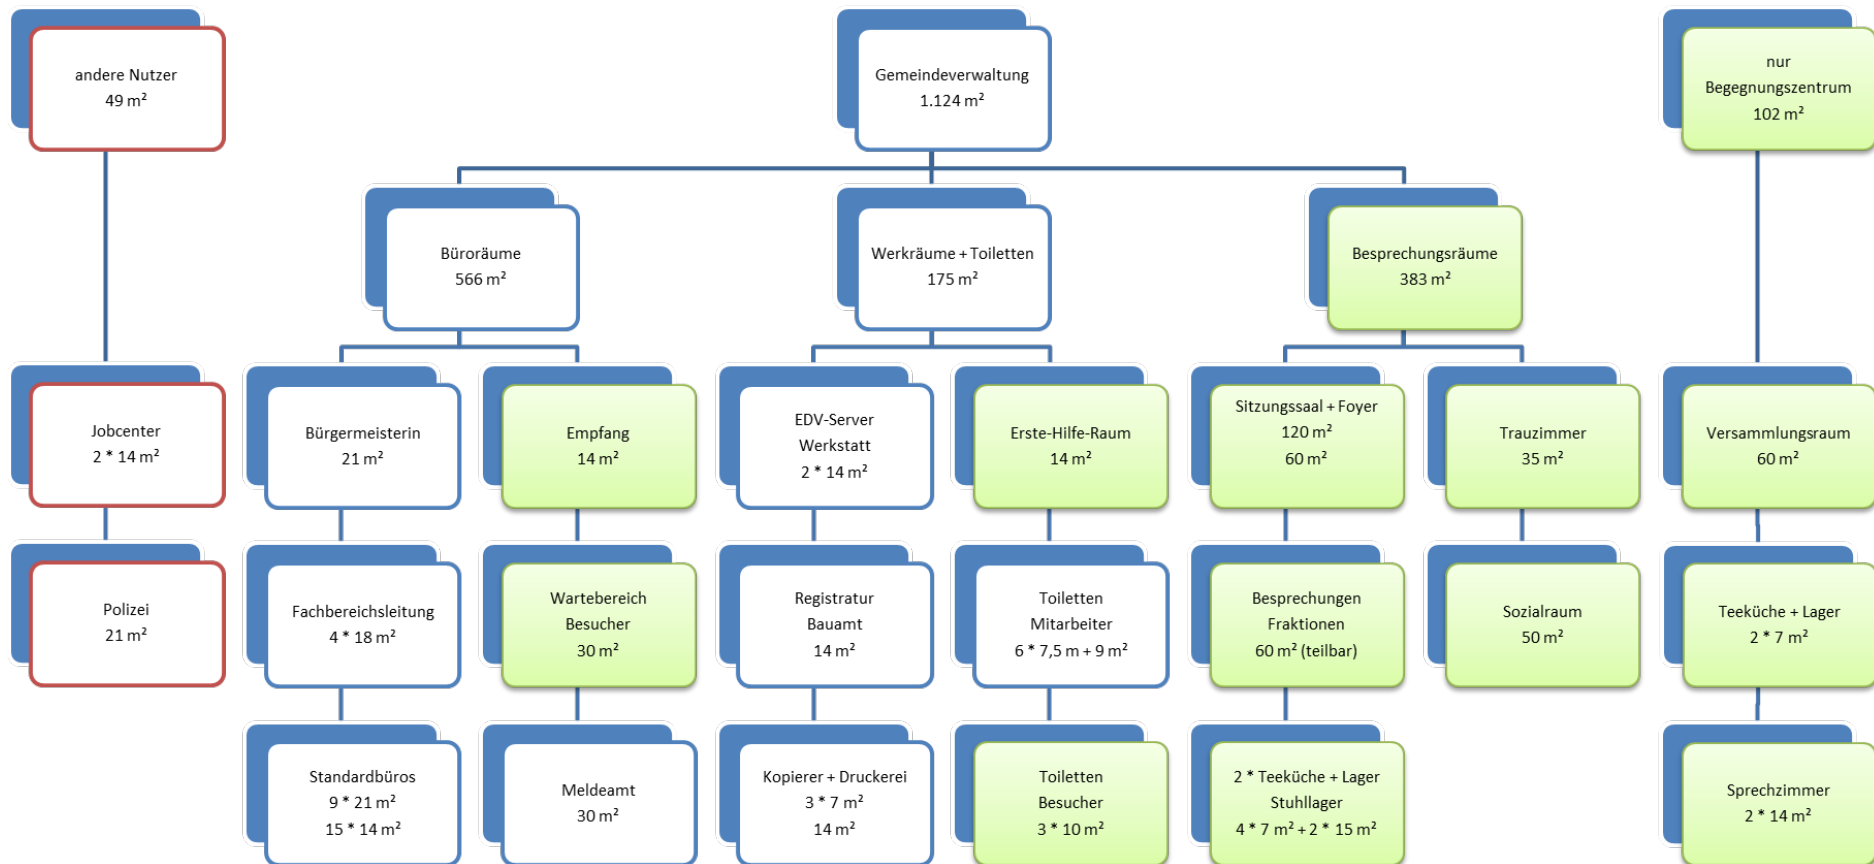 andere Nutzer
49 m²
Gemeindeverwaltung
1.124 m²
nur
Begegnungszentrum
102 m²
Büroräume
566 m²
Werkräume + Toiletten
175 m²
Besprechungsräume
383 m²
Jobcenter
2 * 14 m²
Bürgermeisterin
21 m²
Empfang
14 m²
EDV-Server
Werkstatt
2 * 14 m²
Erste-Hilfe-Raum
14 m²
Sitzungssaal + Foyer
120 m²
60 m²
Trauzimmer
35 m²
Versammlungsraum
60 m²
Polizei
21 m²
Fachbereichsleitung
4 * 18 m²
Wartebereich
Besucher
30 m²
Registratur
Bauamt
14 m²
Toiletten
Mitarbeiter
6 * 7,5 m + 9 m²
Besprechungen
Fraktionen
60 m² (teilbar)
Sozialraum
50 m²
Teeküche + Lager
2 * 7 m²
Standardbüros
9 * 21 m²
15 * 14 m²
Meldeamt
30 m²
Kopierer + Druckerei
3 * 7 m²
14 m²
Toiletten
Besucher
3 * 10 m²
2 * Teeküche + Lager
Stuhllager
4 * 7 m² + 2 * 15 m²
Sprechzimmer
2 * 14 m²